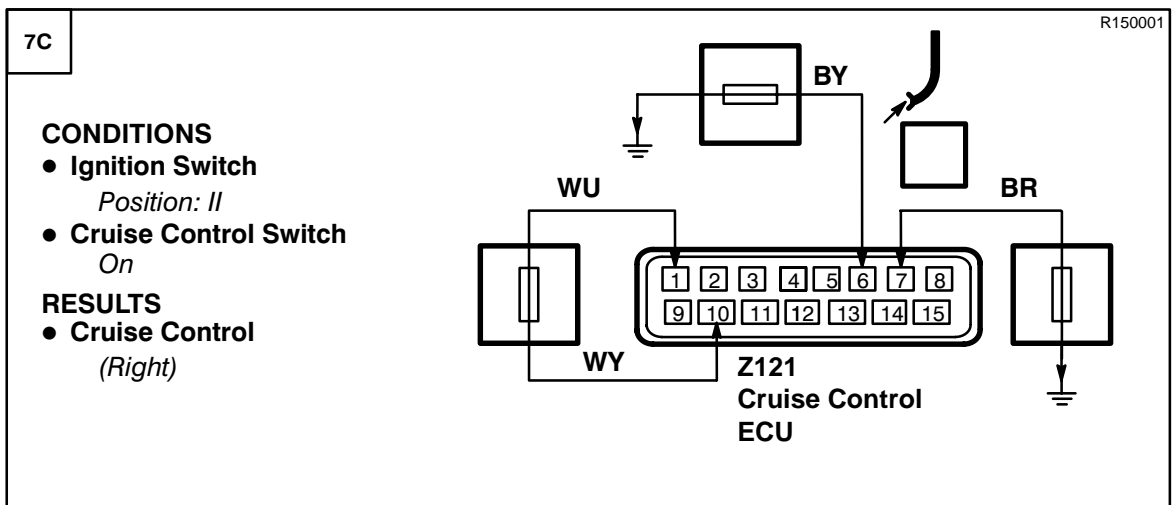 7C
R150001
CONDITIONS
● Ignition Switch
Position: II
● Cruise Control Switch
On
RESULTS
● Cruise Control
(Right)
BY
WU
BR
1 2 3 4 5 6 7 8
9 10 11 12 13 14 15
WY
Z121
Cruise Control
ECU